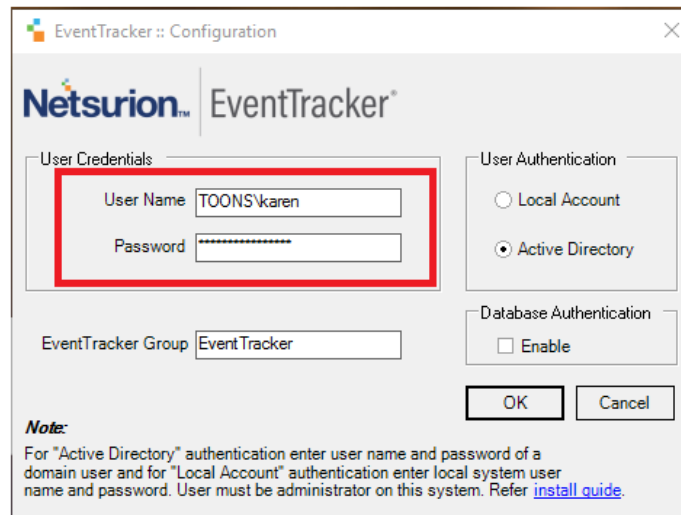 EventTracker :: Configuration
Netsurion™ EventTracker®
User Credentials
User Name TOONS\karen
Password ****************
EventTracker Group EventTracker
User Authentication
Local Account
Active Directory
Database Authentication
Enable
OK Cancel
Note:
For "Active Directory" authentication enter user name and password of a
domain user and for "Local Account" authentication enter local system user
name and password. User must be administrator on this system. Refer install guide.